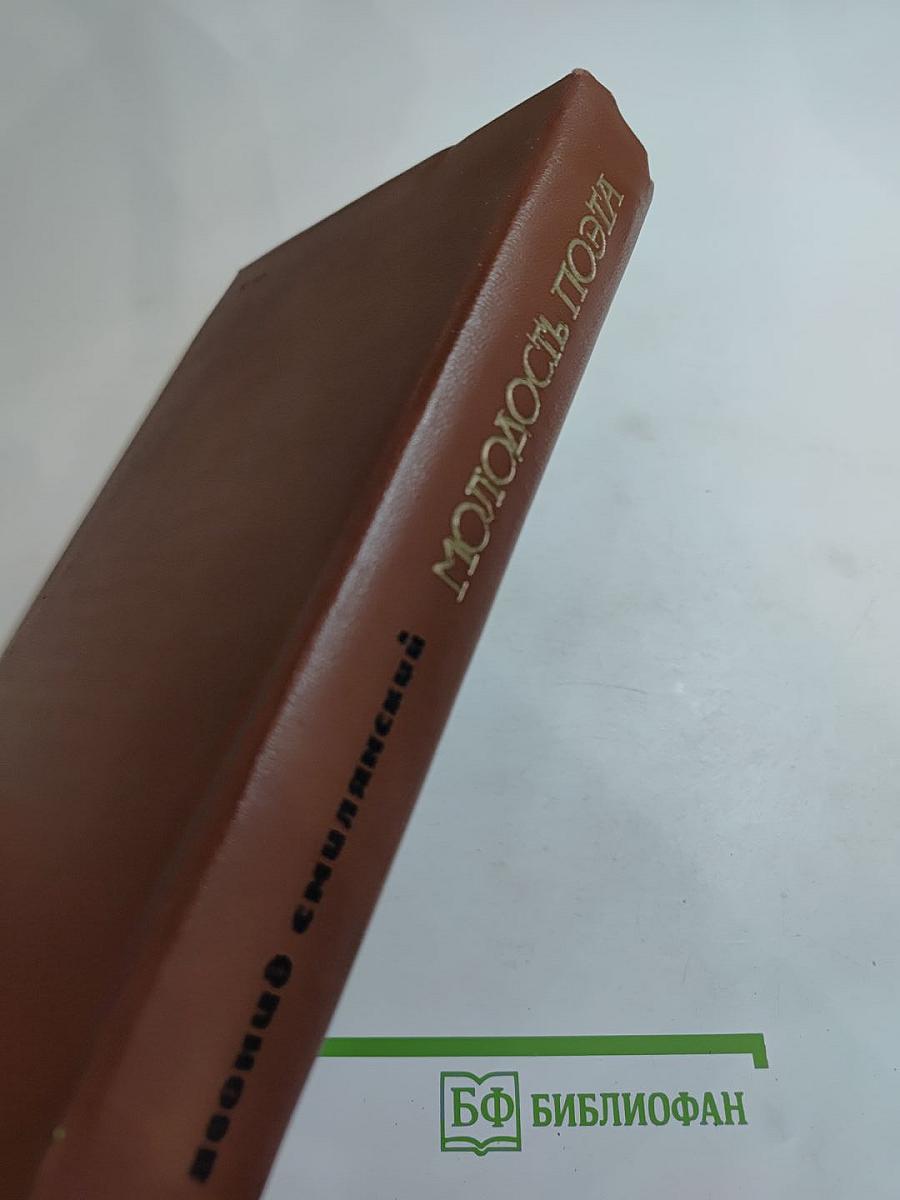 леонид смилянский
МОЛОДОСТЬ ПОЭТА
БФ БИБЛИОФАН